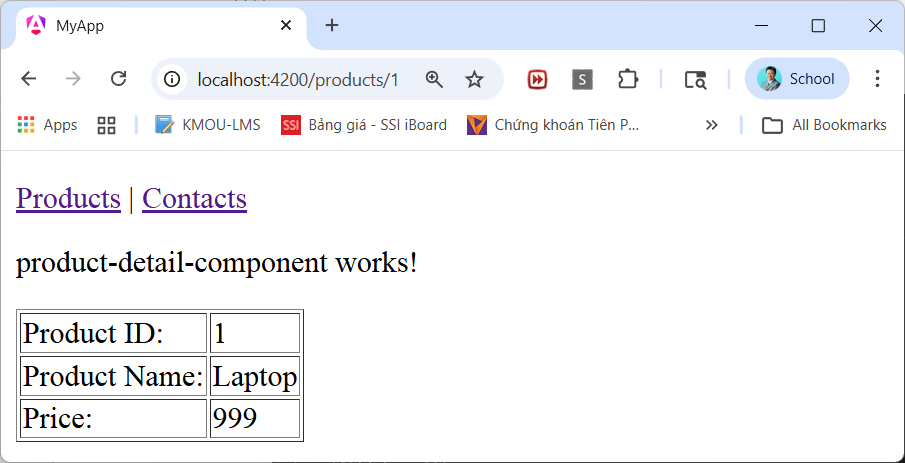 MyApp
localhost:4200/products/1
S
School
Apps
KMOU-LMS
SSI
Bảng giá - SSI iBoard
Chứng khoán Tiên P...
All Bookmarks
Products | Contacts
product-detail-component works!
Product ID: 1
Product Name: Laptop
Price: 999